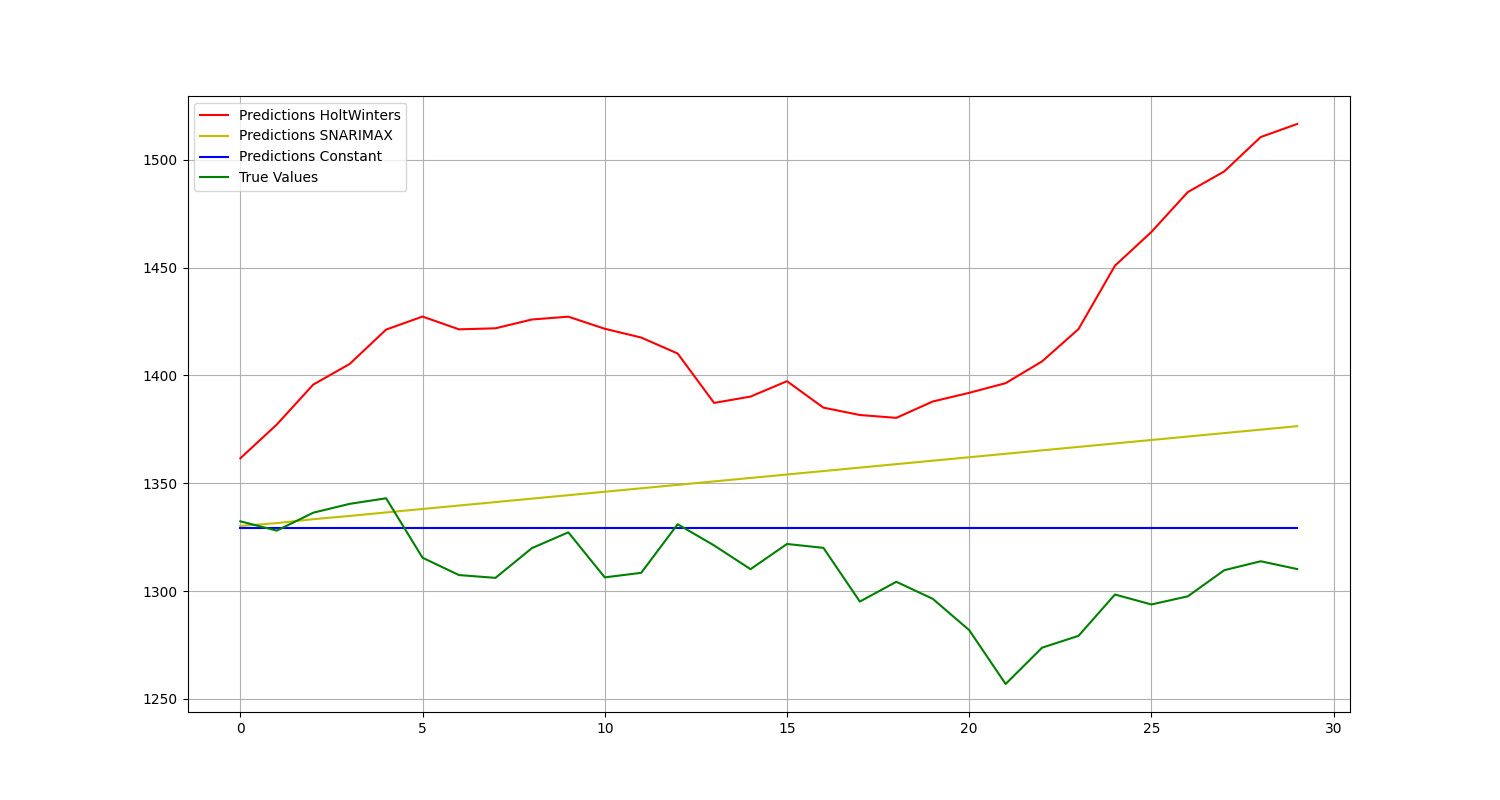 Predictions HoltWinters
Predictions SNARIMAX
Predictions Constant
True Values
1500
1450
1400
1350
1300
1250
0 5 10 15 20 25 30